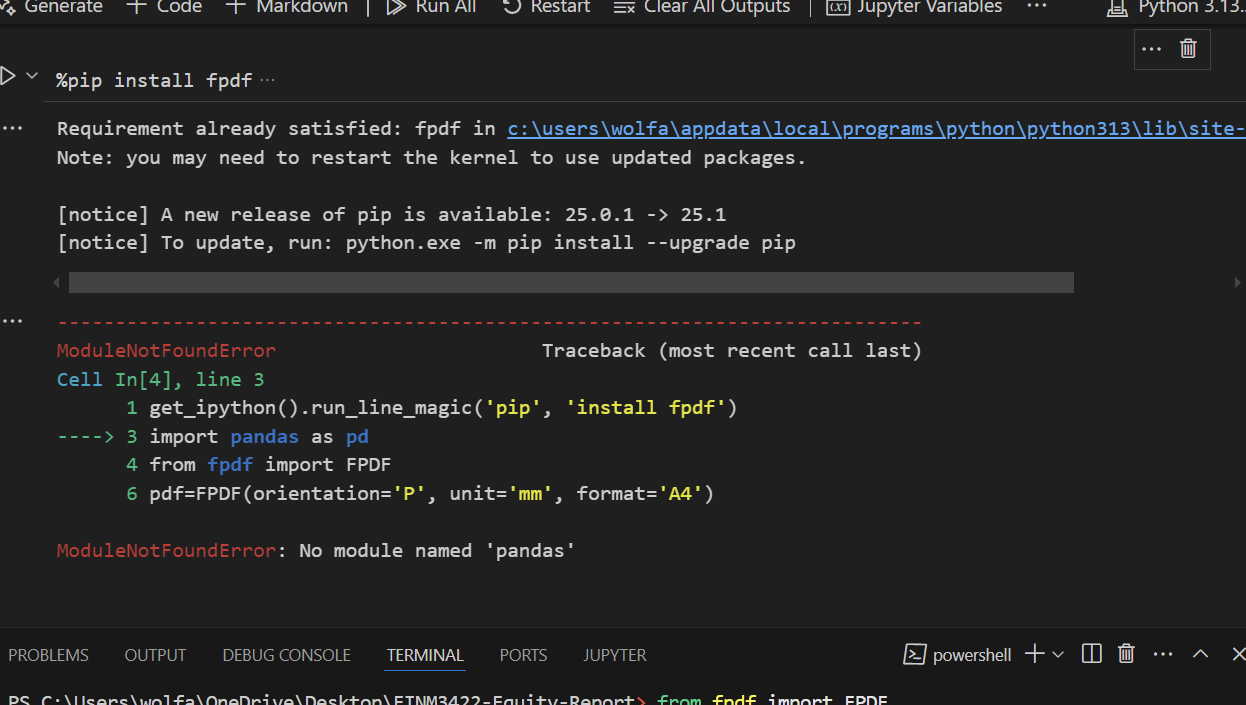 Generate + Code + Markdown | Run All Restart Clear All Outputs | Jupyter Variables ... Python 3.13.
%pip install fpdf ...
Requirement already satisfied: fpdf in c:\users\wolfa\appdata\local\programs\python\python313\lib\site-
Note: you may need to restart the kernel to use updated packages.
[notice] A new release of pip is available: 25.0.1 -> 25.1
[notice] To update, run: python.exe -m pip install --upgrade pip
---------------------------------------------------------------------------
ModuleNotFoundError Traceback (most recent call last)
Cell In[4], line 3
1 get_ipython().run_line_magic('pip', 'install fpdf')
----> 3 import pandas as pd
4 from fpdf import FPDF
6 pdf=FPDF(orientation='P', unit='mm', format='A4')
ModuleNotFoundError: No module named 'pandas'
PROBLEMS OUTPUT DEBUG CONSOLE TERMINAL PORTS JUPYTER powershell
PS C:\Users\wolfa\OneDrive\Desktop\FINM3422-Equity-Report> from fpdf import FPDF